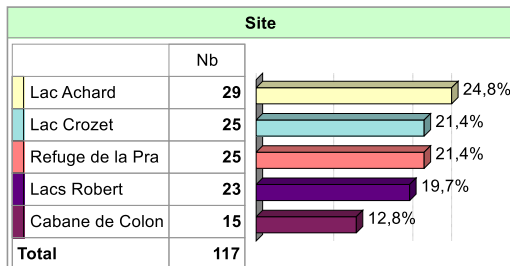 Site
Nb
Lac Achard 29 24,8%
Lac Crozet 25 21,4%
Refuge de la Pra 25 21,4%
Lacs Robert 23 19,7%
Cabane de Colon 15 12,8%
Total 117